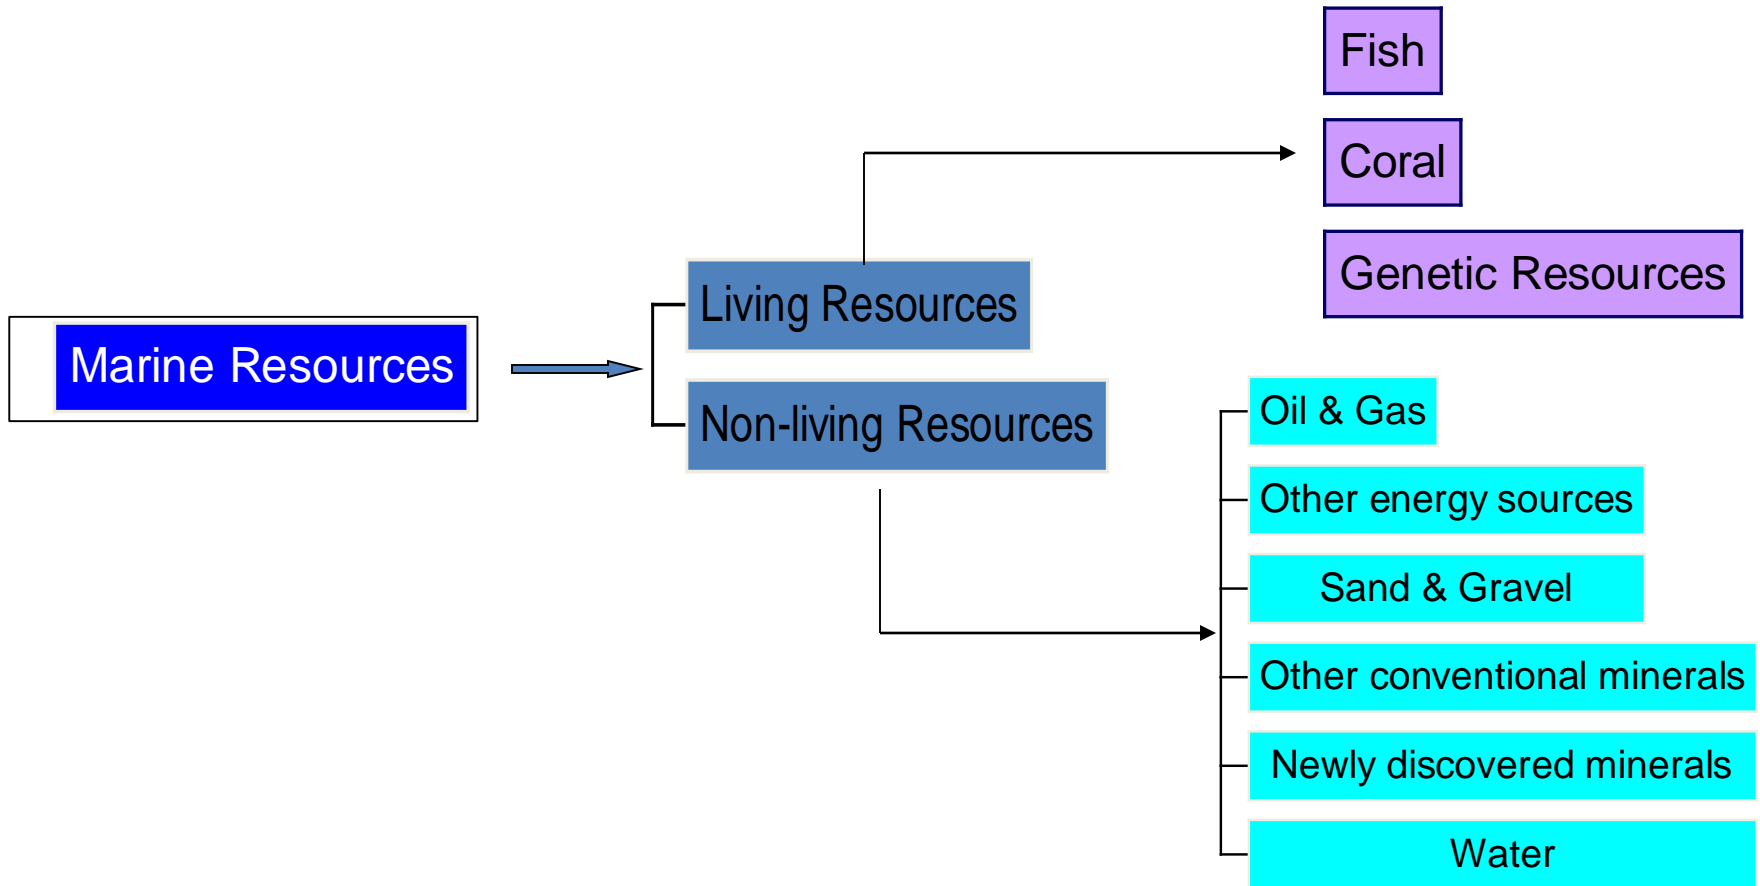 Marine Resources
Living Resources
Non-living Resources
Fish
Coral
Genetic Resources
Oil & Gas
Other energy sources
Sand & Gravel
Other conventional minerals
Newly discovered minerals
Water